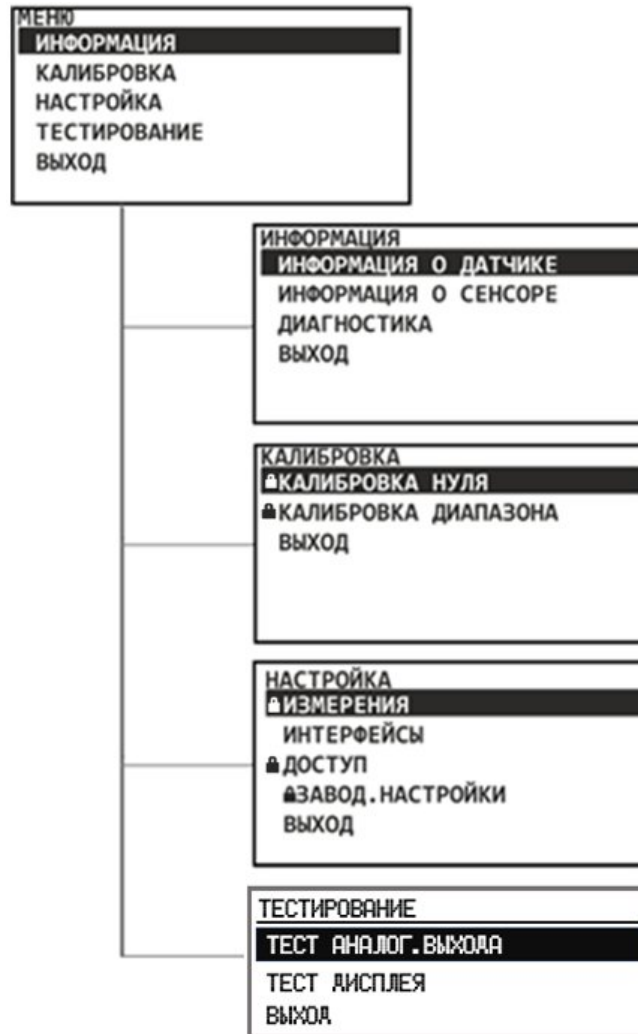 МЕНЮ
ИНФОРМАЦИЯ
КАЛИБРОВКА
НАСТРОЙКА
ТЕСТИРОВАНИЕ
ВЫХОД
ИНФОРМАЦИЯ
ИНФОРМАЦИЯ О ДАТЧИКЕ
ИНФОРМАЦИЯ О СЕНСОРЕ
ДИАГНОСТИКА
ВЫХОД
КАЛИБРОВКА
КАЛИБРОВКА НУЛЯ
КАЛИБРОВКА ДИАПАЗОНА
ВЫХОД
НАСТРОЙКА
ИЗМЕРЕНИЯ
ИНТЕРФЕЙСЫ
ДОСТУП
ЗАВОД.НАСТРОЙКИ
ВЫХОД
ТЕСТИРОВАНИЕ
ТЕСТ АНАЛОГ.ВЫХОДА
ТЕСТ ДИСПЛЕЯ
ВЫХОД